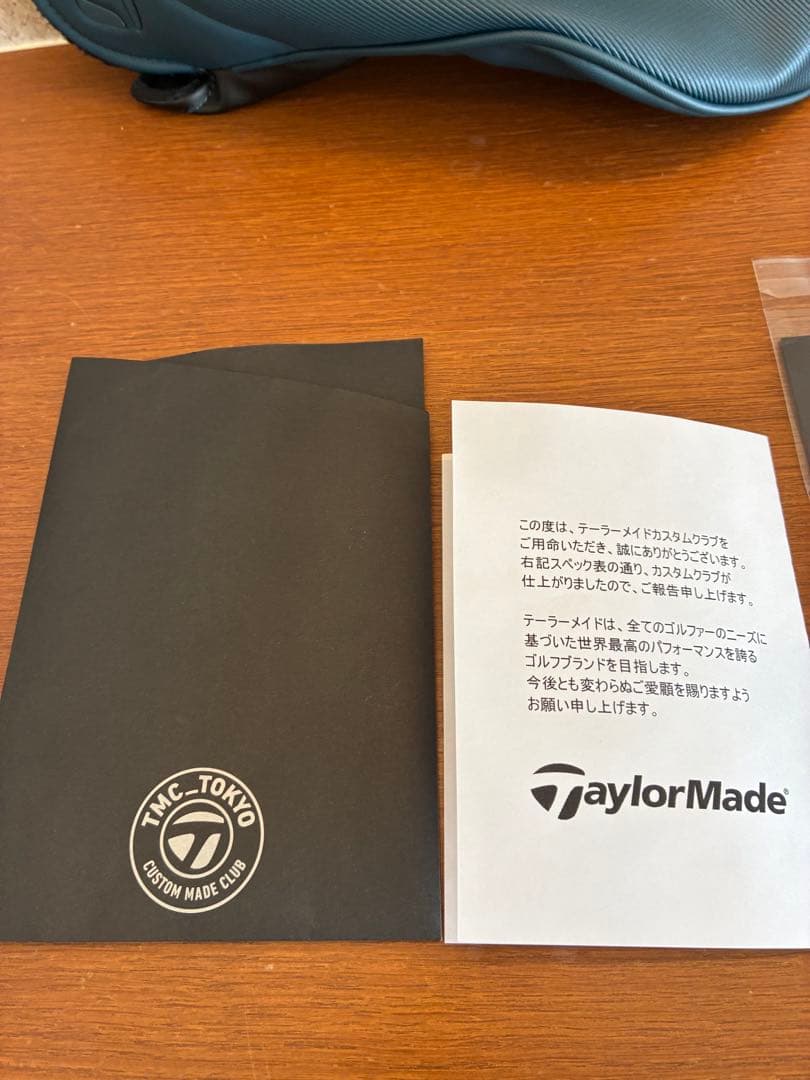 TMC_TOKYO
CUSTOM MADE CLUB
この度は、テーラーメイドカスタムクラブを
ご用命いただき、誠にありがとうございます。
右記スペック表の通り、カスタムクラブが
仕上がりましたので、ご報告申し上げます。
テーラーメイドは、全てのゴルファーのニーズに
基づいた世界最高のパフォーマンスを誇る
ゴルフブランドを目指します。
今後とも変わらぬご愛顧を賜りますよう
お願い申し上げます。
TaylorMade®